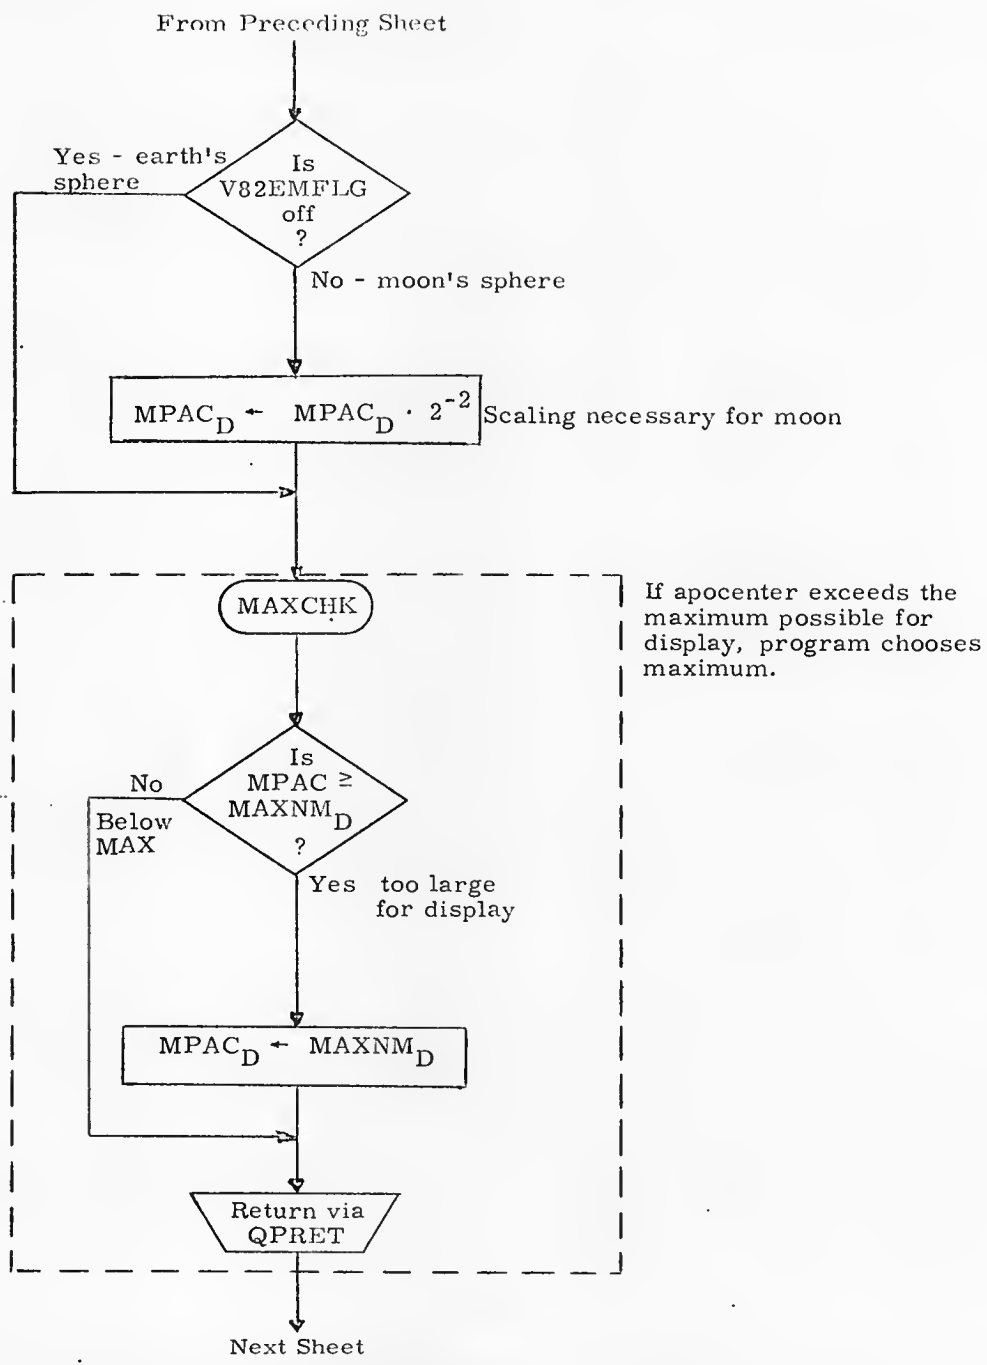 From Preceding Sheet
Yes - earth's
sphere
Is
V82EMFLG
off
?
No - moon's sphere
MPAC_D ← MPAC_D · 2^-2
Scaling necessary for moon
MAXCHK
If apocenter exceeds the
maximum possible for
display, program chooses
maximum.
Is
MPAC ≥
MAXNM_D
?
No
Below
MAX
Yes too large
for display
MPAC_D ← MAXNM_D
Return via
QPRET
Next Sheet